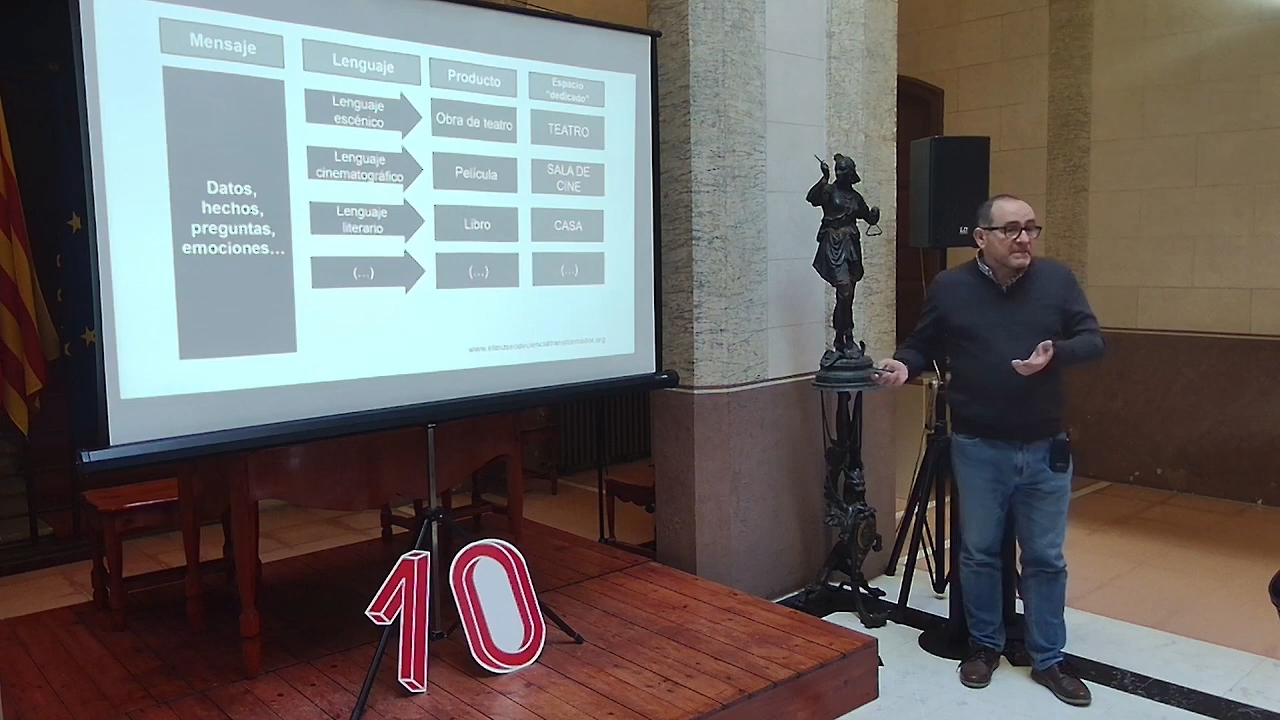 Mensaje
Lenguaje
Producto
Espacio
"dedicado"
Datos,
hechos,
preguntas,
emociones...
Lenguaje
escénico
Obra de teatro
TEATRO
Lenguaje
cinematográfico
Película
SALA DE
CINE
Lenguaje
literario
Libro
CASA
(...)
(...)
(...)
10